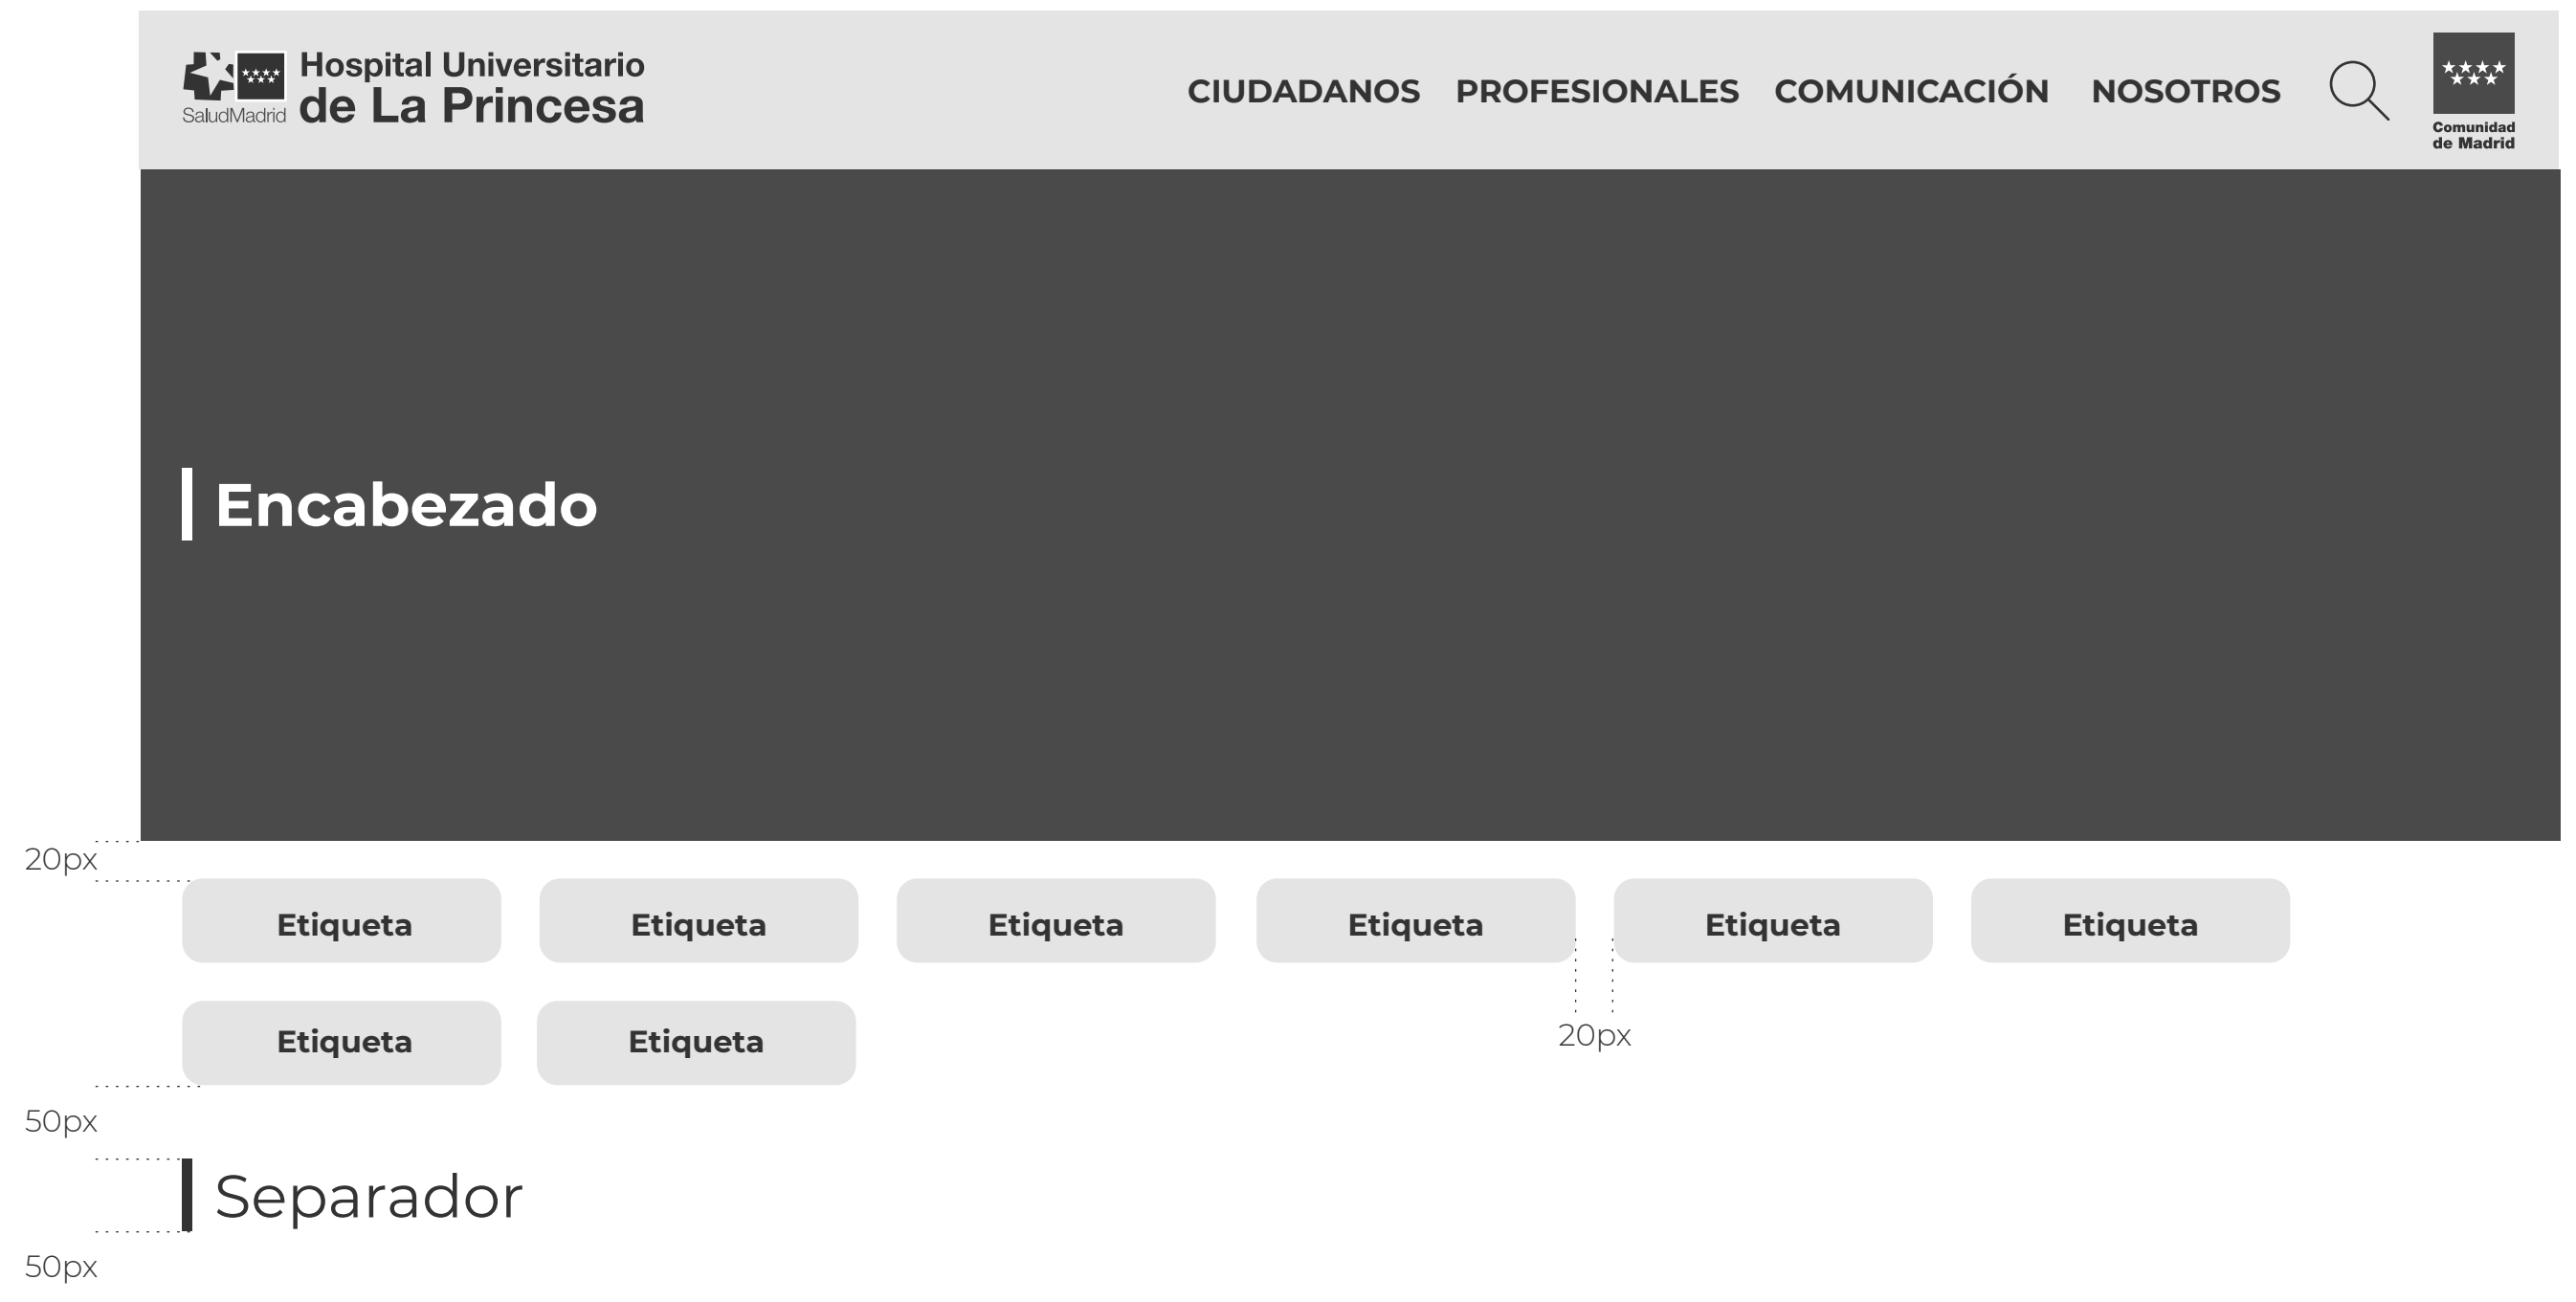 Hospital Universitario
de La Princesa
SaludMadrid
CIUDADANOS PROFESIONALES COMUNICACIÓN NOSOTROS
Comunidad
de Madrid
Encabezado
20px
Etiqueta Etiqueta Etiqueta Etiqueta Etiqueta Etiqueta
20px
Etiqueta Etiqueta
50px
Separador
50px